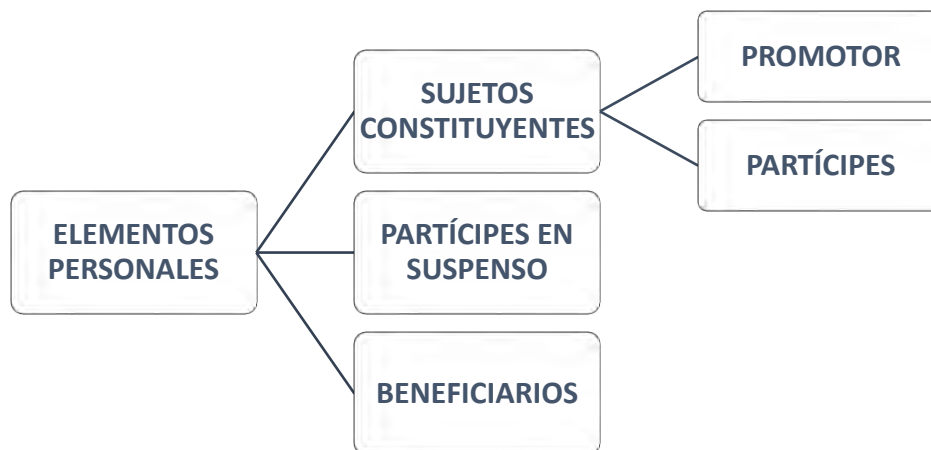 ELEMENTOS
PERSONALES
SUJETOS
CONSTITUYENTES
PROMOTOR
PARTÍCIPES
PARTÍCIPES EN
SUSPENSO
BENEFICIARIOS